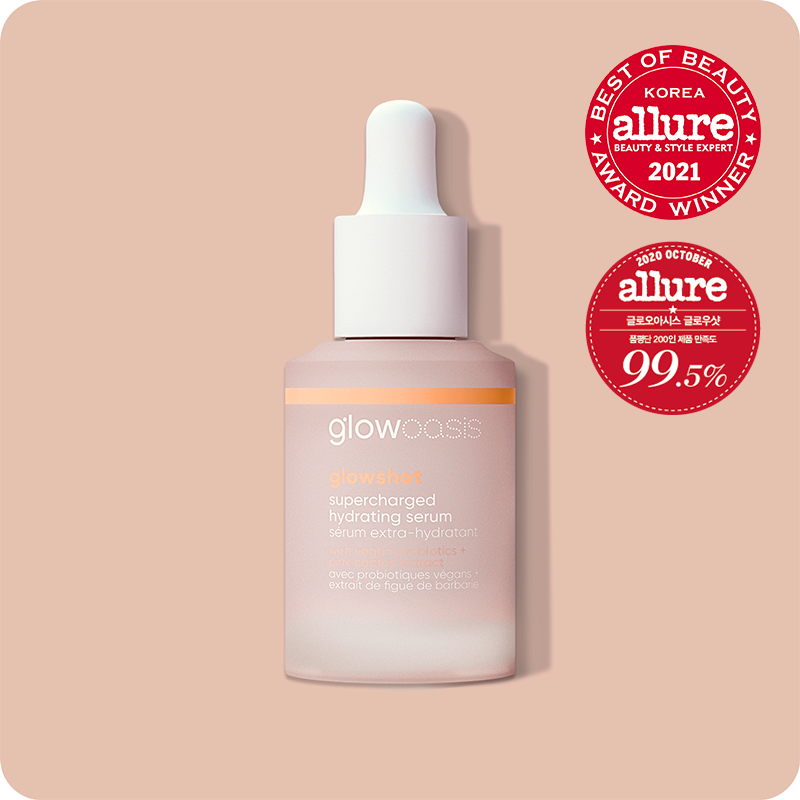 glowoasis
glowshot
supercharged
hydrating serum
sérum extra-hydratant
avec probiotiques végans +
extrait de figue de barbarie
BEST OF BEAUTY
KOREA
allure
BEAUTY & STYLE EXPERT
2021
AWARD WINNER
2020 OCTOBER
allure
글로오아시스 글로우샷
품평단 200인 제품 만족도
99.5%